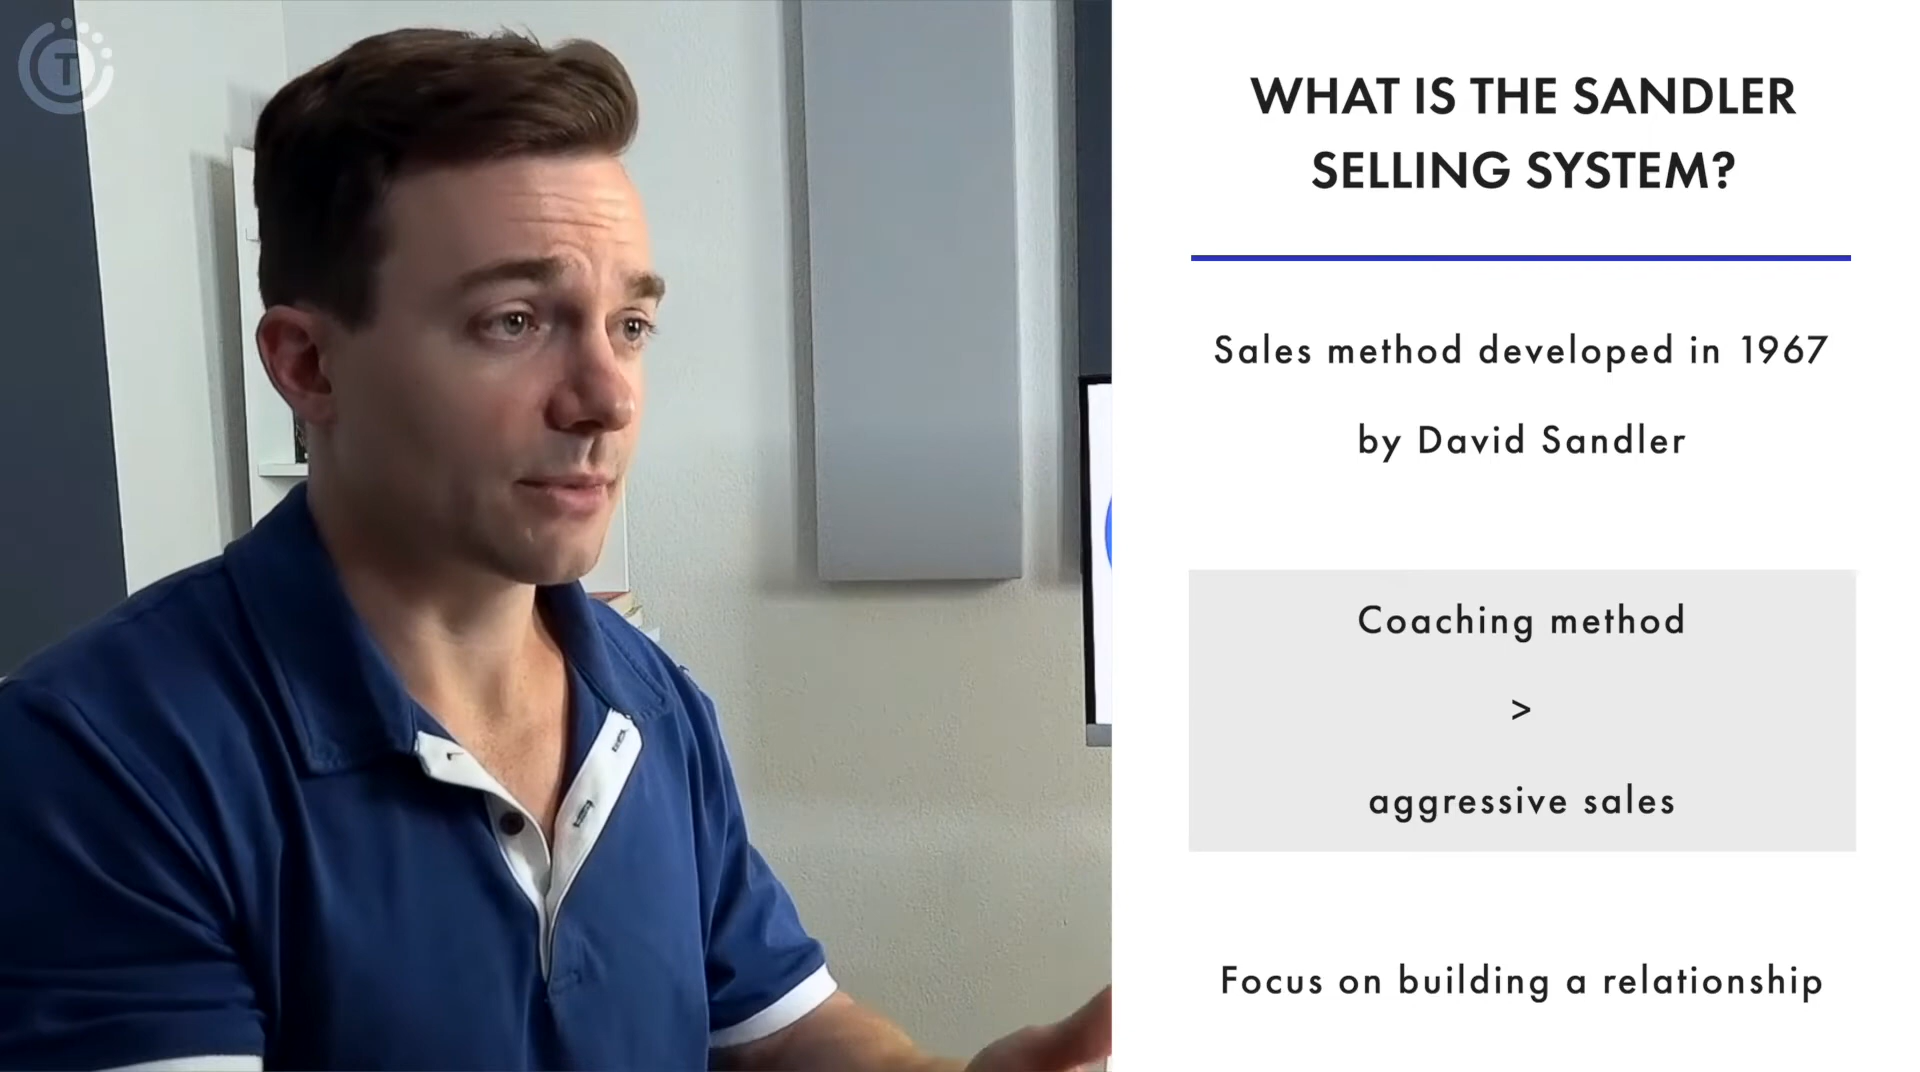 T
WHAT IS THE SANDLER
SELLING SYSTEM?
Sales method developed in 1967
by David Sandler
Coaching method
>
aggressive sales
Focus on building a relationship